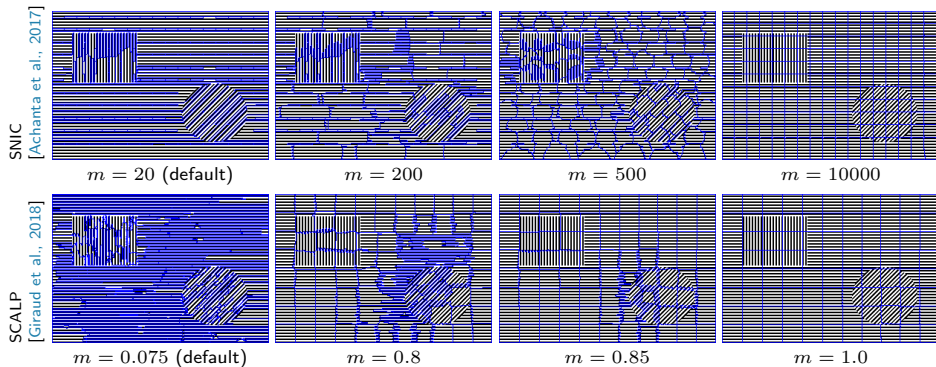 SNIC
[Achanta et al., 2017]
m = 20 (default)
m = 200
m = 500
m = 10000
SCALP
[Giraud et al., 2018]
m = 0.075 (default)
m = 0.8
m = 0.85
m = 1.0